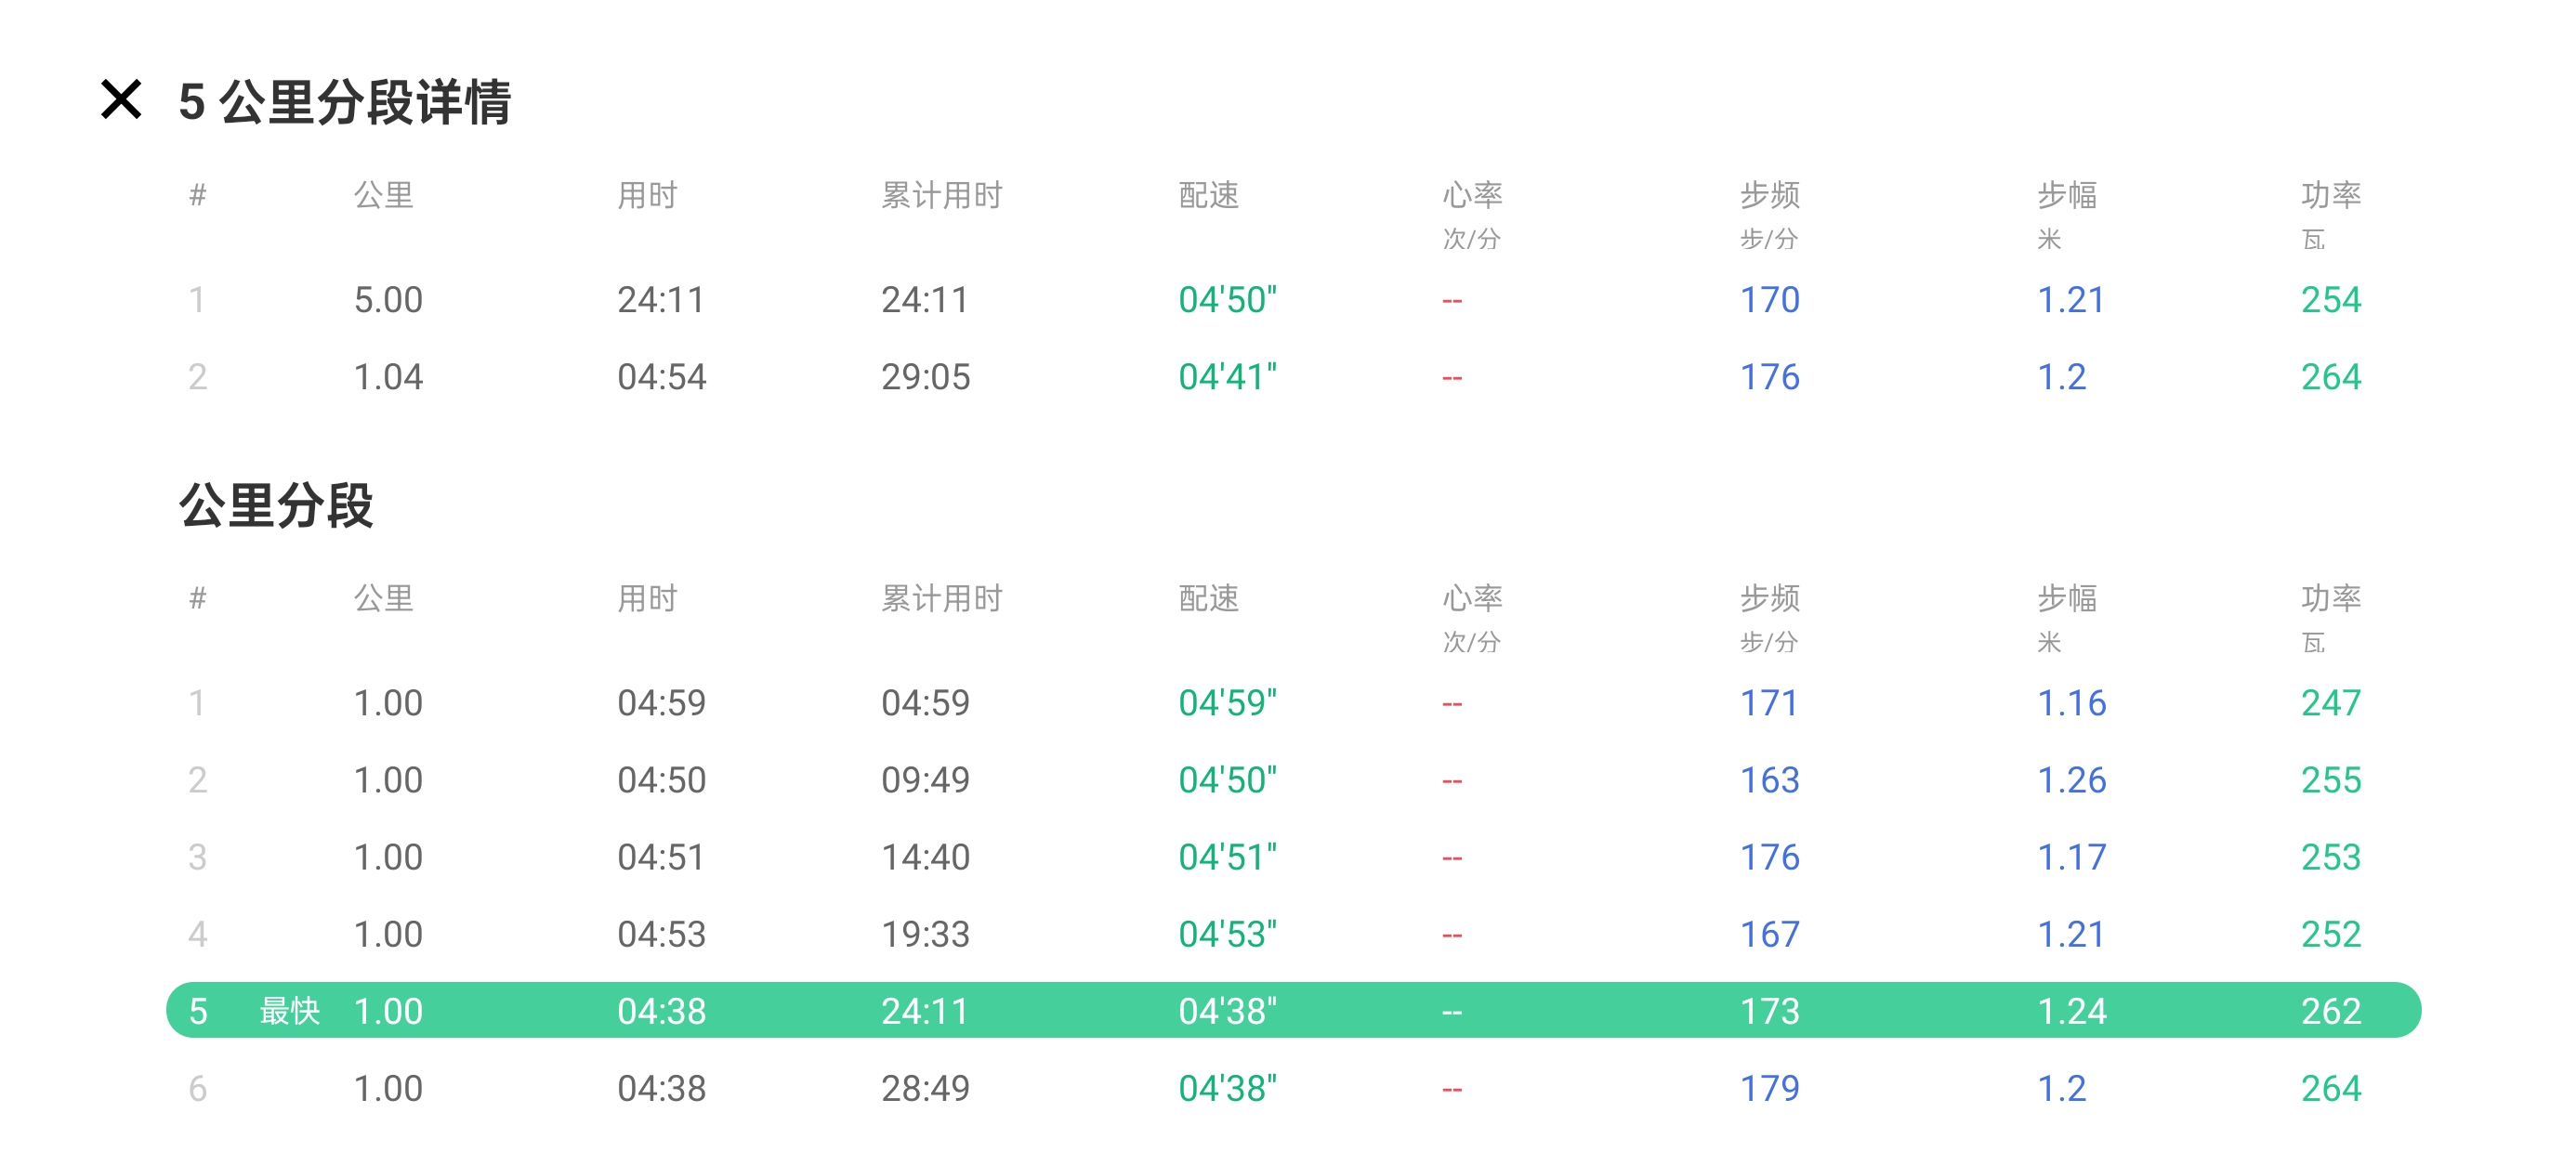 5 公里分段详情
# 公里 用时 累计用时 配速 心率 步频 步幅 功率
次/分 步/分 米 瓦
1 5.00 24:11 24:11 04'50" -- 170 1.21 254
2 1.04 04:54 29:05 04'41" -- 176 1.2 264
公里分段
# 公里 用时 累计用时 配速 心率 步频 步幅 功率
次/分 步/分 米 瓦
1 1.00 04:59 04:59 04'59" -- 171 1.16 247
2 1.00 04:50 09:49 04'50" -- 163 1.26 255
3 1.00 04:51 14:40 04'51" -- 176 1.17 253
4 1.00 04:53 19:33 04'53" -- 167 1.21 252
5 最快 1.00 04:38 24:11 04'38" -- 173 1.24 262
6 1.00 04:38 28:49 04'38" -- 179 1.2 264